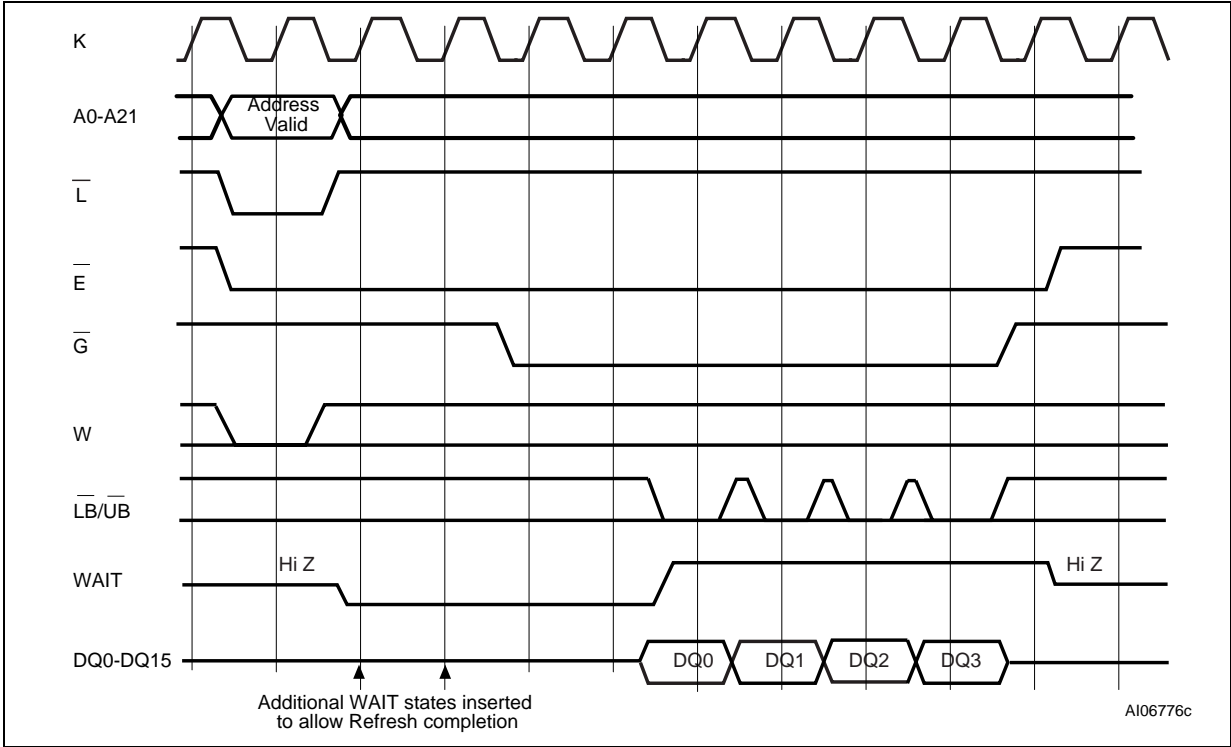 K
A0-A21
Address
Valid
L
E
G
W
LB/UB
WAIT
Hi Z
Hi Z
DQ0-DQ15
DQ0
DQ1
DQ2
DQ3
Additional WAIT states inserted
to allow Refresh completion
AI06776c